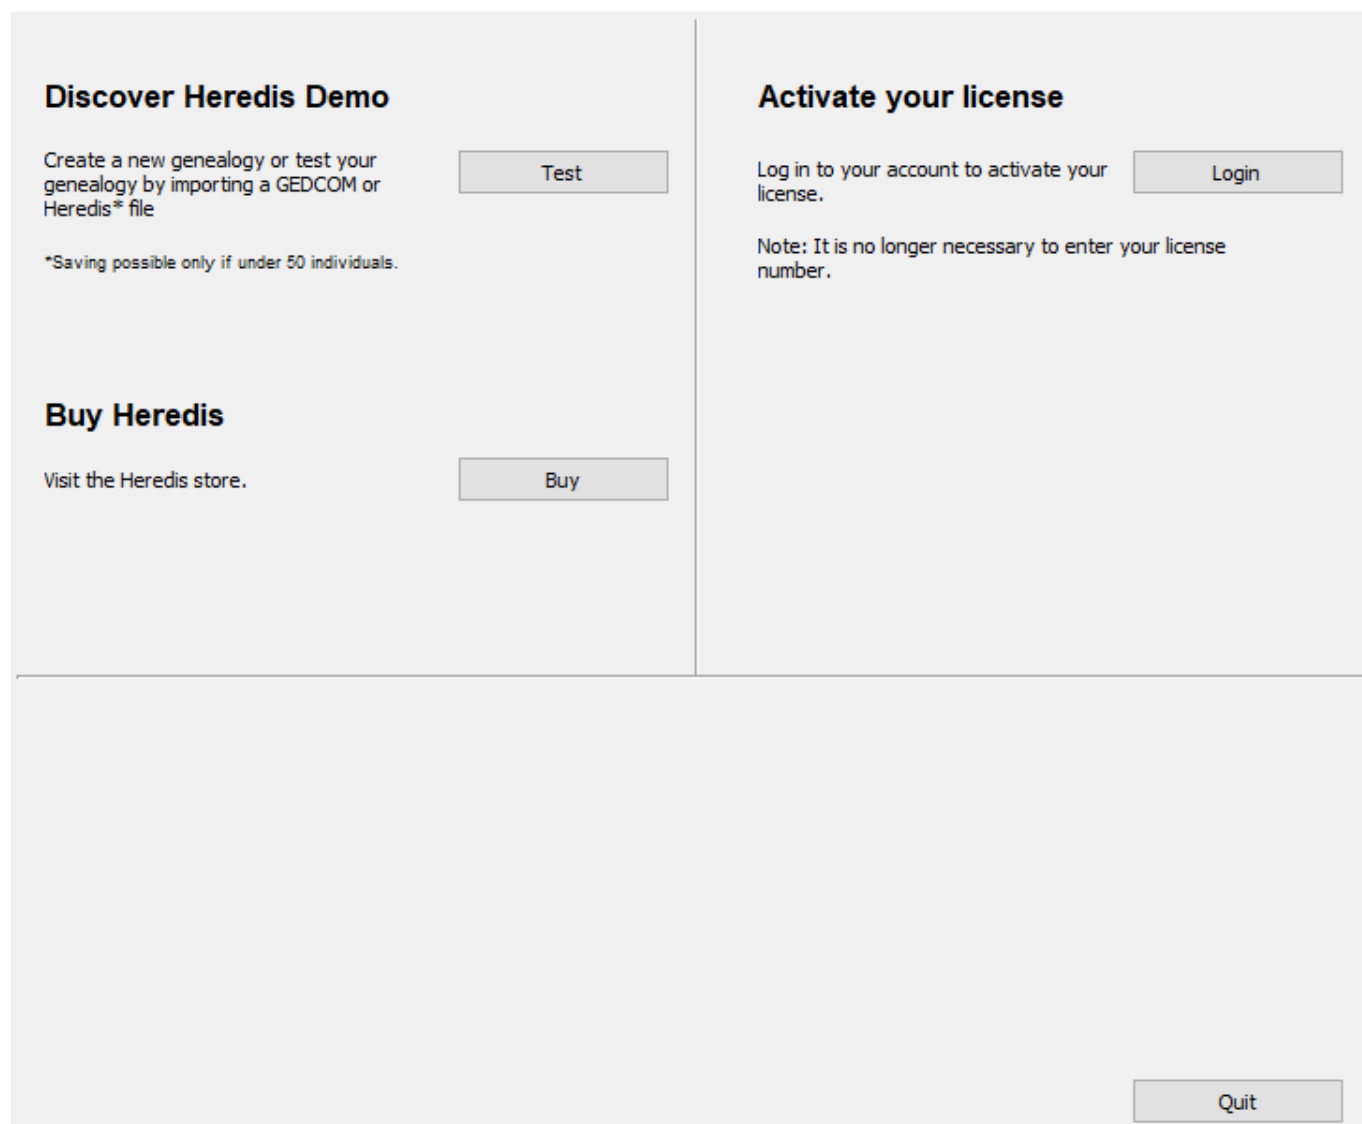 Discover Heredis Demo
Create a new genealogy or test your
genealogy by importing a GEDCOM or
Heredis* file
Test
*Saving possible only if under 50 individuals.
Buy Heredis
Visit the Heredis store.
Buy
Activate your license
Log in to your account to activate your
license.
Login
Note: It is no longer necessary to enter your license
number.
Quit